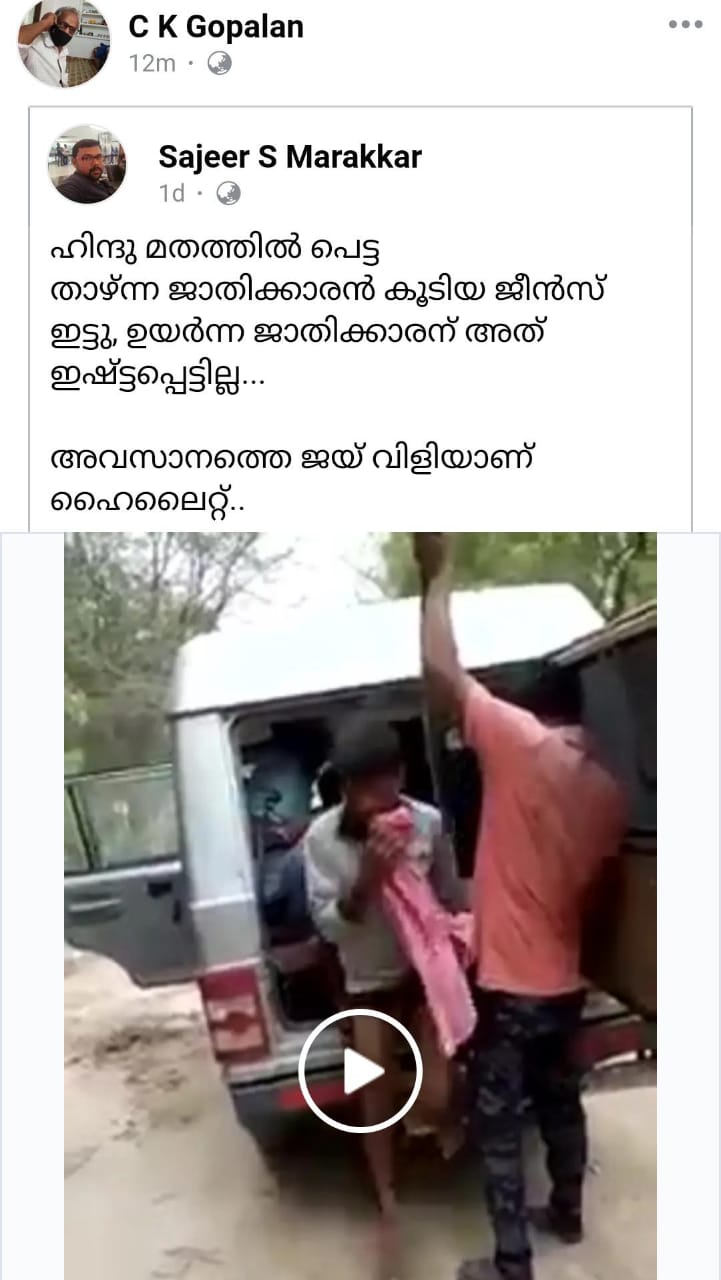 C K Gopalan
12m ·
Sajeer S Marakkar
1d ·
ഹിന്ദു മതത്തിൽ പെട്ട
താഴ്ന്ന ജാതിക്കാരൻ കൂടിയ ജീൻസ്
ഇട്ടു, ഉയർന്ന ജാതിക്കാരന് അത്
ഇഷ്ട്ടപ്പെട്ടില്ല...
അവസാനത്തെ ജയ് വിളിയാണ്
ഹൈലൈറ്റ്..